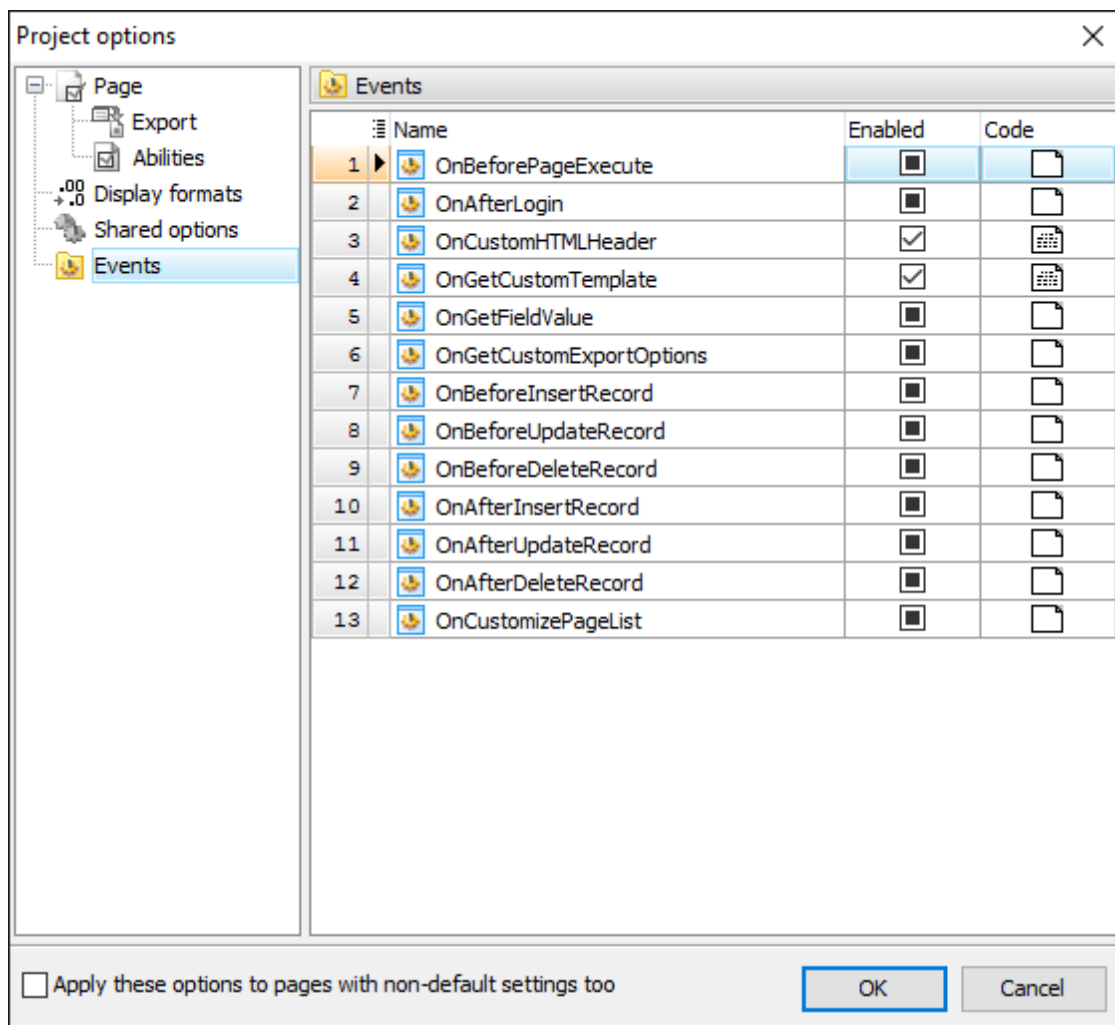 Project options
Page
Export
Abilities
Display formats
Shared options
Events
Events
Name Enabled Code
1 OnBeforePageExecute
2 OnAfterLogin
3 OnCustomHTMLHeader
4 OnGetCustomTemplate
5 OnGetFieldValue
6 OnGetCustomExportOptions
7 OnBeforeInsertRecord
8 OnBeforeUpdateRecord
9 OnBeforeDeleteRecord
10 OnAfterInsertRecord
11 OnAfterUpdateRecord
12 OnAfterDeleteRecord
13 OnCustomizePageList
Apply these options to pages with non-default settings too
OK Cancel